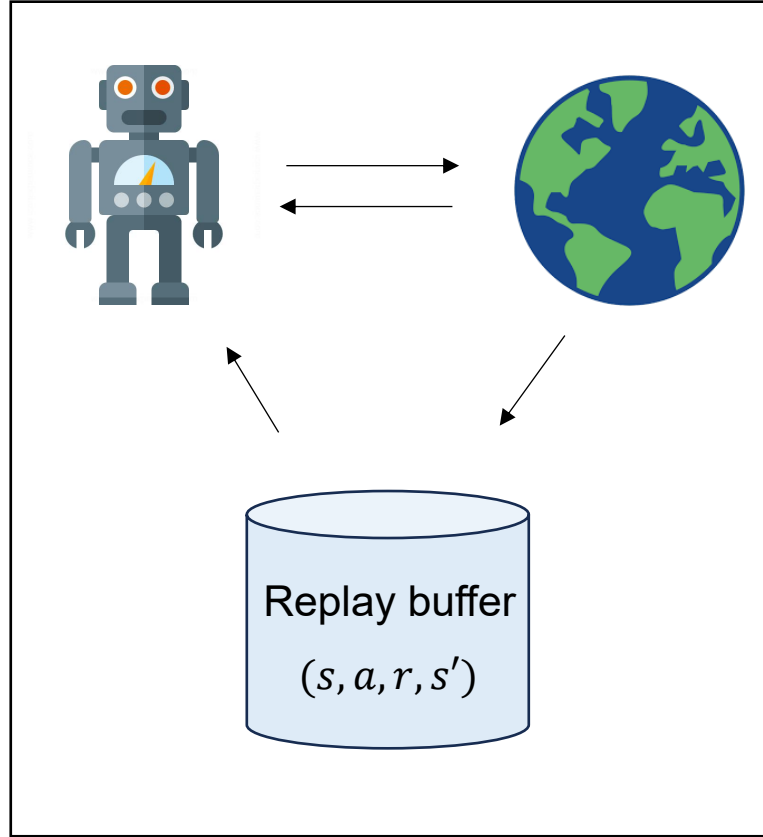 Replay buffer
(s, a, r, s′)